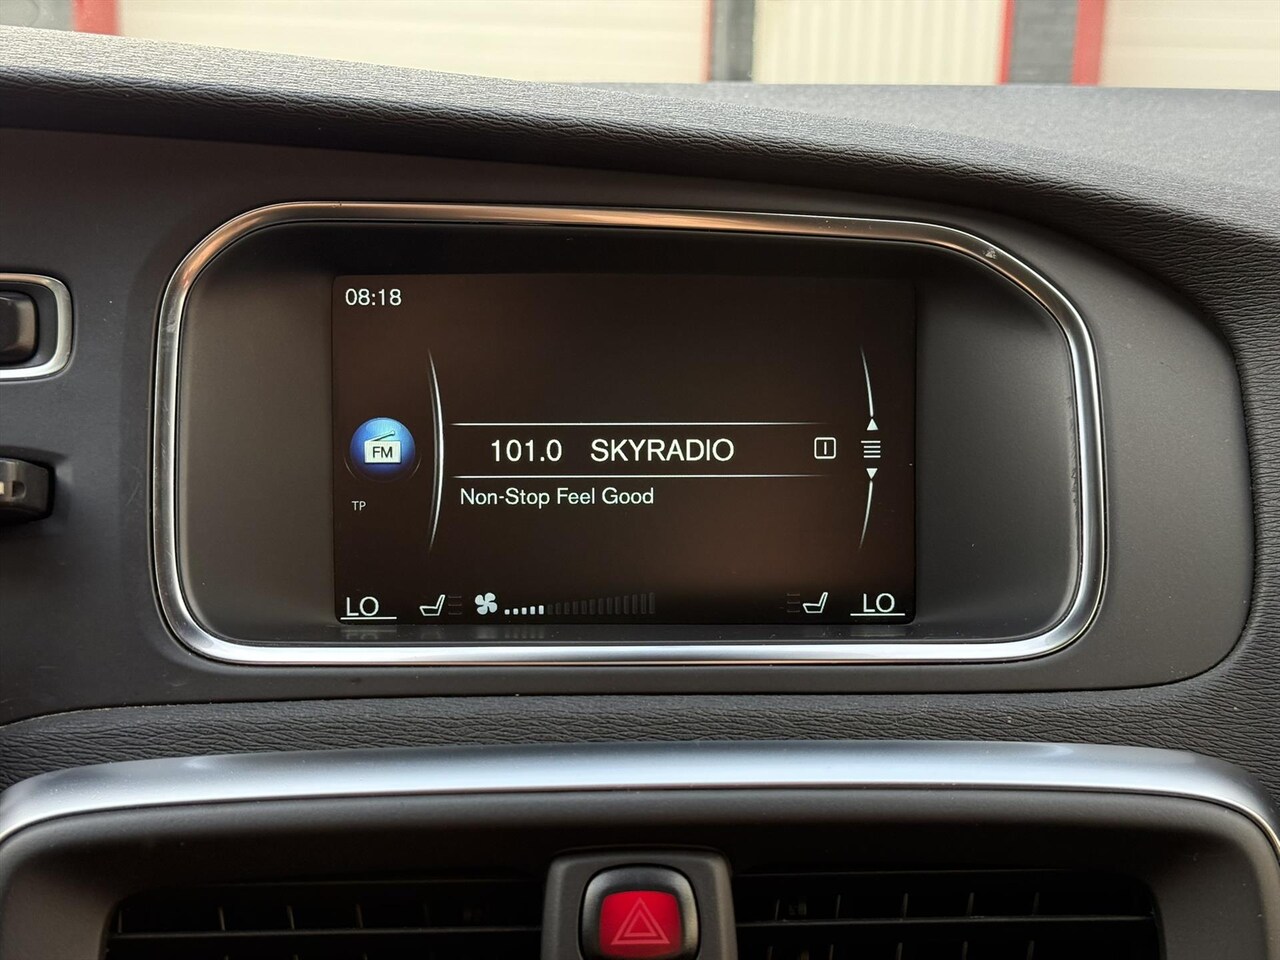 08:18
FM
101.0 SKYRADIO
I
TP
Non-Stop Feel Good
LO
LO